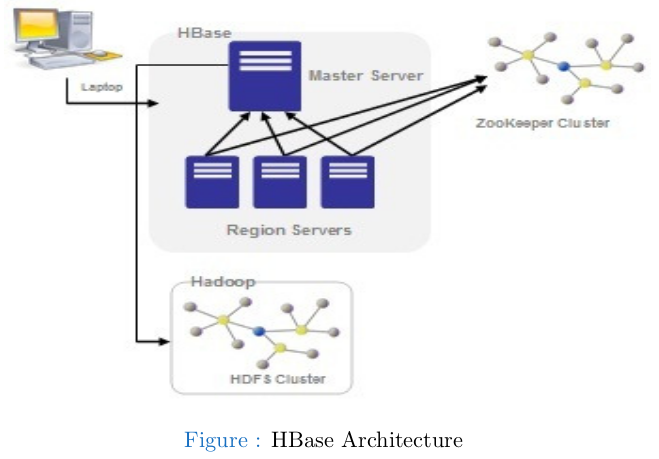 HBase
Master Server
Laptop
ZooKeeper Cluster
Region Servers
Hadoop
HDFS Cluster
Figure : HBase Architecture